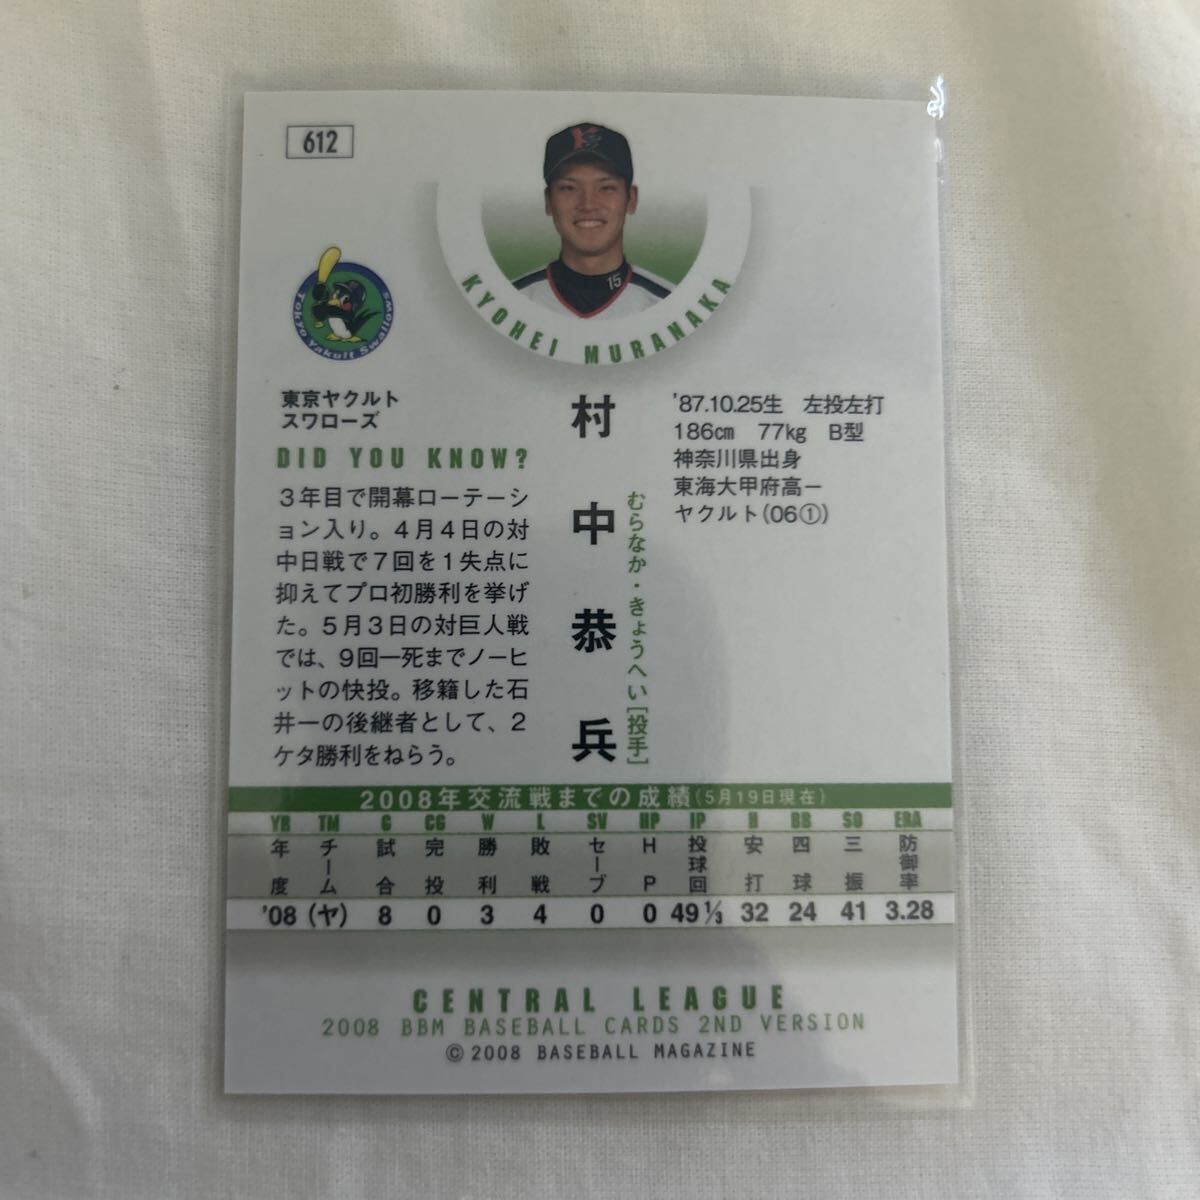 612
15
KYOHEI MURANAKA
Tokyo Yakult Swallows
東京ヤクルト
スワローズ
村中恭兵
むらなか・きょうへい[投手]
'87.10.25生　左投左打
186cm　77kg　B型
神奈川県出身
東海大甲府高ー
ヤクルト(06①)
DID YOU KNOW?
３年目で開幕ローテーシ
ョン入り。４月４日の対
中日戦で７回を１失点に
抑えてプロ初勝利を挙げ
た。５月３日の対巨人戦
では、９回一死までノーヒ
ットの快投。移籍した石
井一の後継者として、２
ケタ勝利をねらう。
2008年交流戦までの成績(5月19日現在)
YR TM G CG W L SV HP IP H BB SO ERA
年度 チーム 試合 完投 勝利 敗戦 セーブ HP 投球回 安打 四球 三振 防御率
'08 (ヤ) 8 0 3 4 0 0 49⅓ 32 24 41 3.28
CENTRAL LEAGUE
2008 BBM BASEBALL CARDS 2ND VERSION
© 2008 BASEBALL MAGAZINE